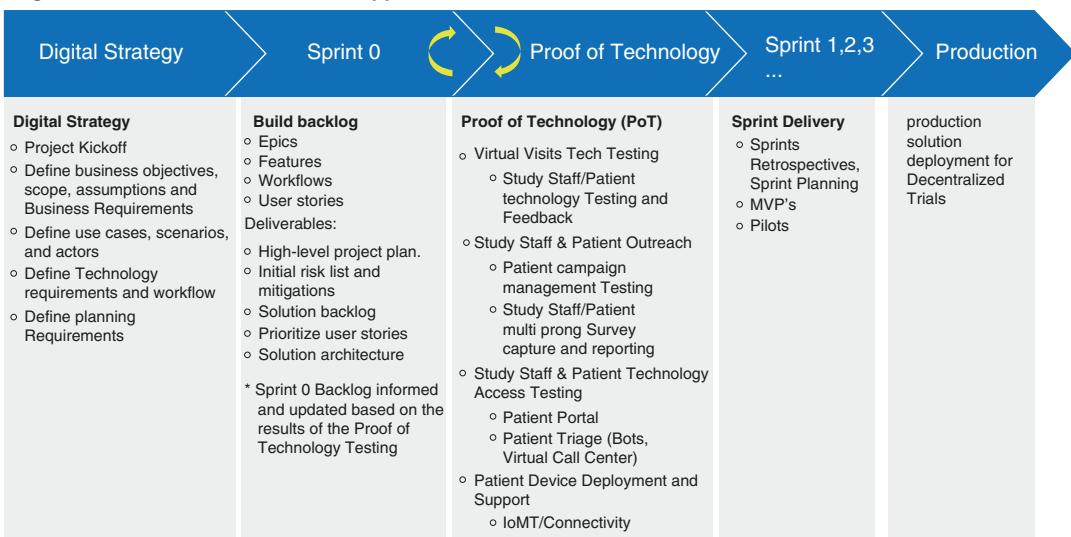 Digital Strategy
Sprint 0
Proof of Technology
Sprint 1,2,3
...
Production
Digital Strategy
Project Kickoff
Define business objectives,
scope, assumptions and
Business Requirements
Define use cases, scenarios,
and actors
Define Technology
requirements and workflow
Define planning
Requirements
Build backlog
Epics
Features
Workflows
User stories
Deliverables:
High-level project plan.
Initial risk list and
mitigations
Solution backlog
Prioritize user stories
Solution architecture
* Sprint 0 Backlog informed
and updated based on the
results of the Proof of
Technology Testing
Proof of Technology (PoT)
Virtual Visits Tech Testing
Study Staff/Patient
technology Testing and
Feedback
Study Staff & Patient Outreach
Patient campaign
management Testing
Study Staff/Patient
multi prong Survey
capture and reporting
Study Staff & Patient Technology
Access Testing
Patient Portal
Patient Triage (Bots,
Virtual Call Center)
Patient Device Deployment and
Support
IoMT/Connectivity
Sprint Delivery
Sprints
Retrospectives,
Sprint Planning
MVP's
Pilots
production
solution
deployment for
Decentralized
Trials